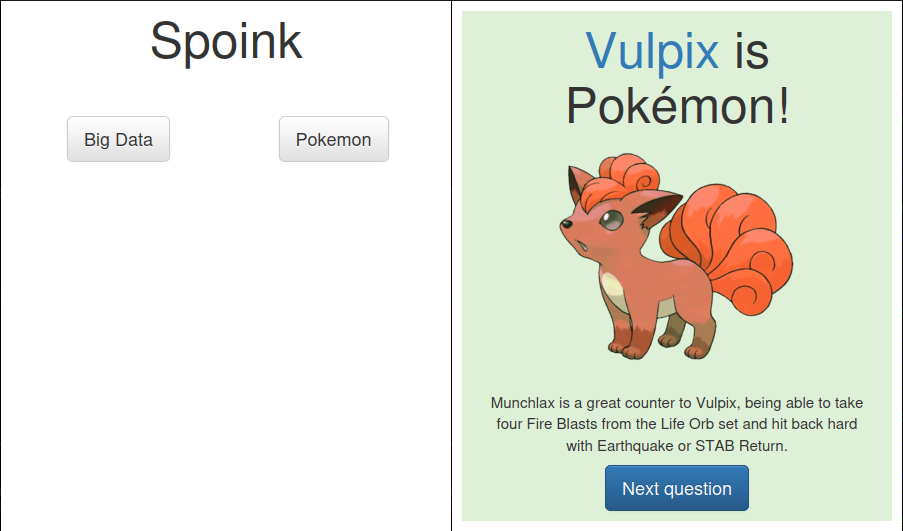 Spoink
Big Data
Pokemon
Vulpix is
Pokémon!
Munchlax is a great counter to Vulpix, being able to take
four Fire Blasts from the Life Orb set and hit back hard
with Earthquake or STAB Return.
Next question